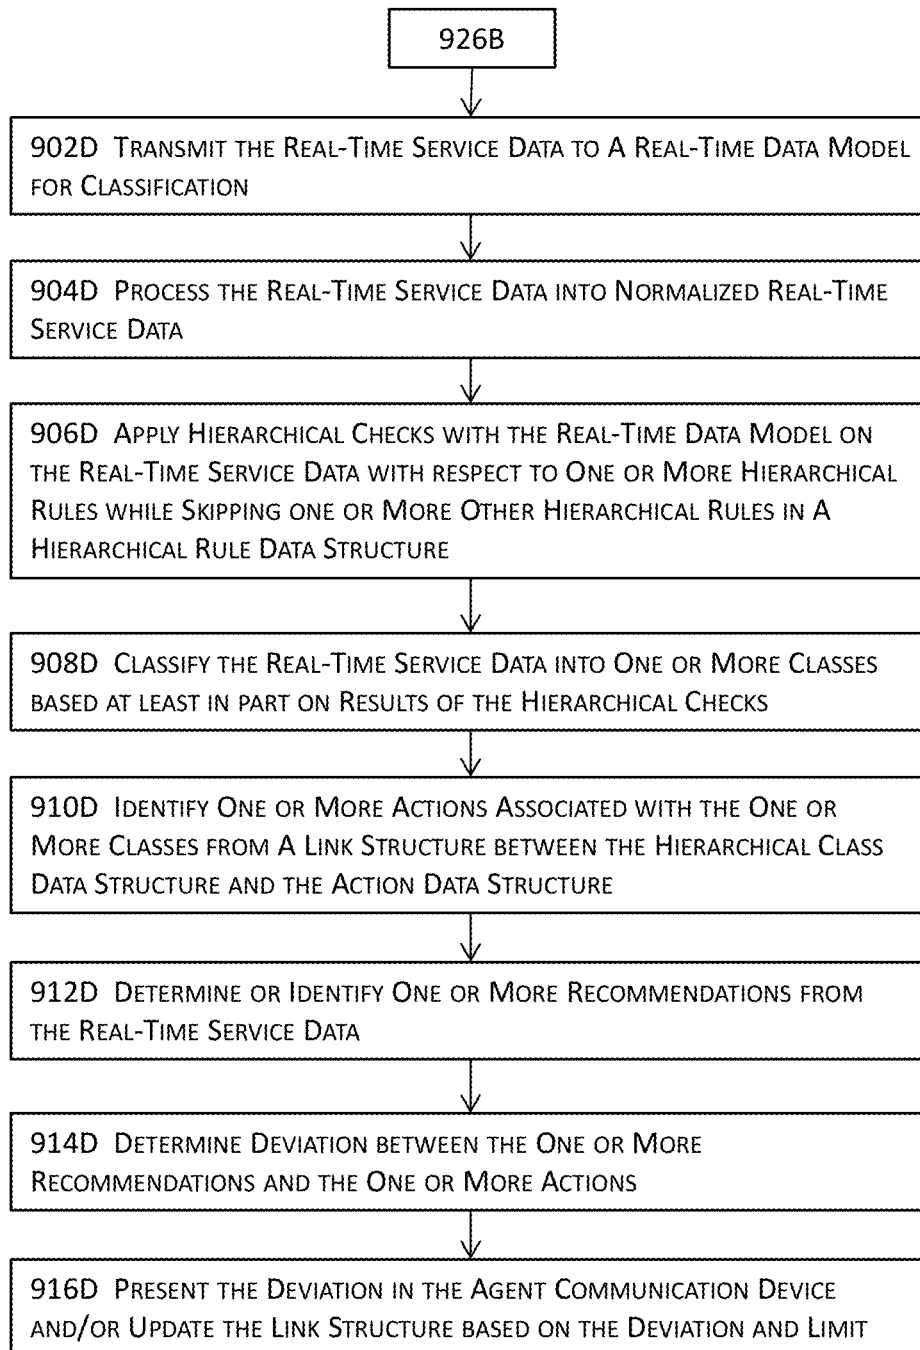 926B
902D Transmit the Real-Time Service Data to A Real-Time Data Model
for Classification
904D Process the Real-Time Service Data into Normalized Real-Time
Service Data
906D Apply Hierarchical Checks with the Real-Time Data Model on
the Real-Time Service Data with respect to One or More Hierarchical
Rules while Skipping one or More Other Hierarchical Rules in A
Hierarchical Rule Data Structure
908D Classify the Real-Time Service Data into One or More Classes
based at least in part on Results of the Hierarchical Checks
910D Identify One or More Actions Associated with the One or
More Classes from A Link Structure between the Hierarchical Class
Data Structure and the Action Data Structure
912D Determine or Identify One or More Recommendations from
the Real-Time Service Data
914D Determine Deviation between the One or More
Recommendations and the One or More Actions
916D Present the Deviation in the Agent Communication Device
and/or Update the Link Structure based on the Deviation and Limit